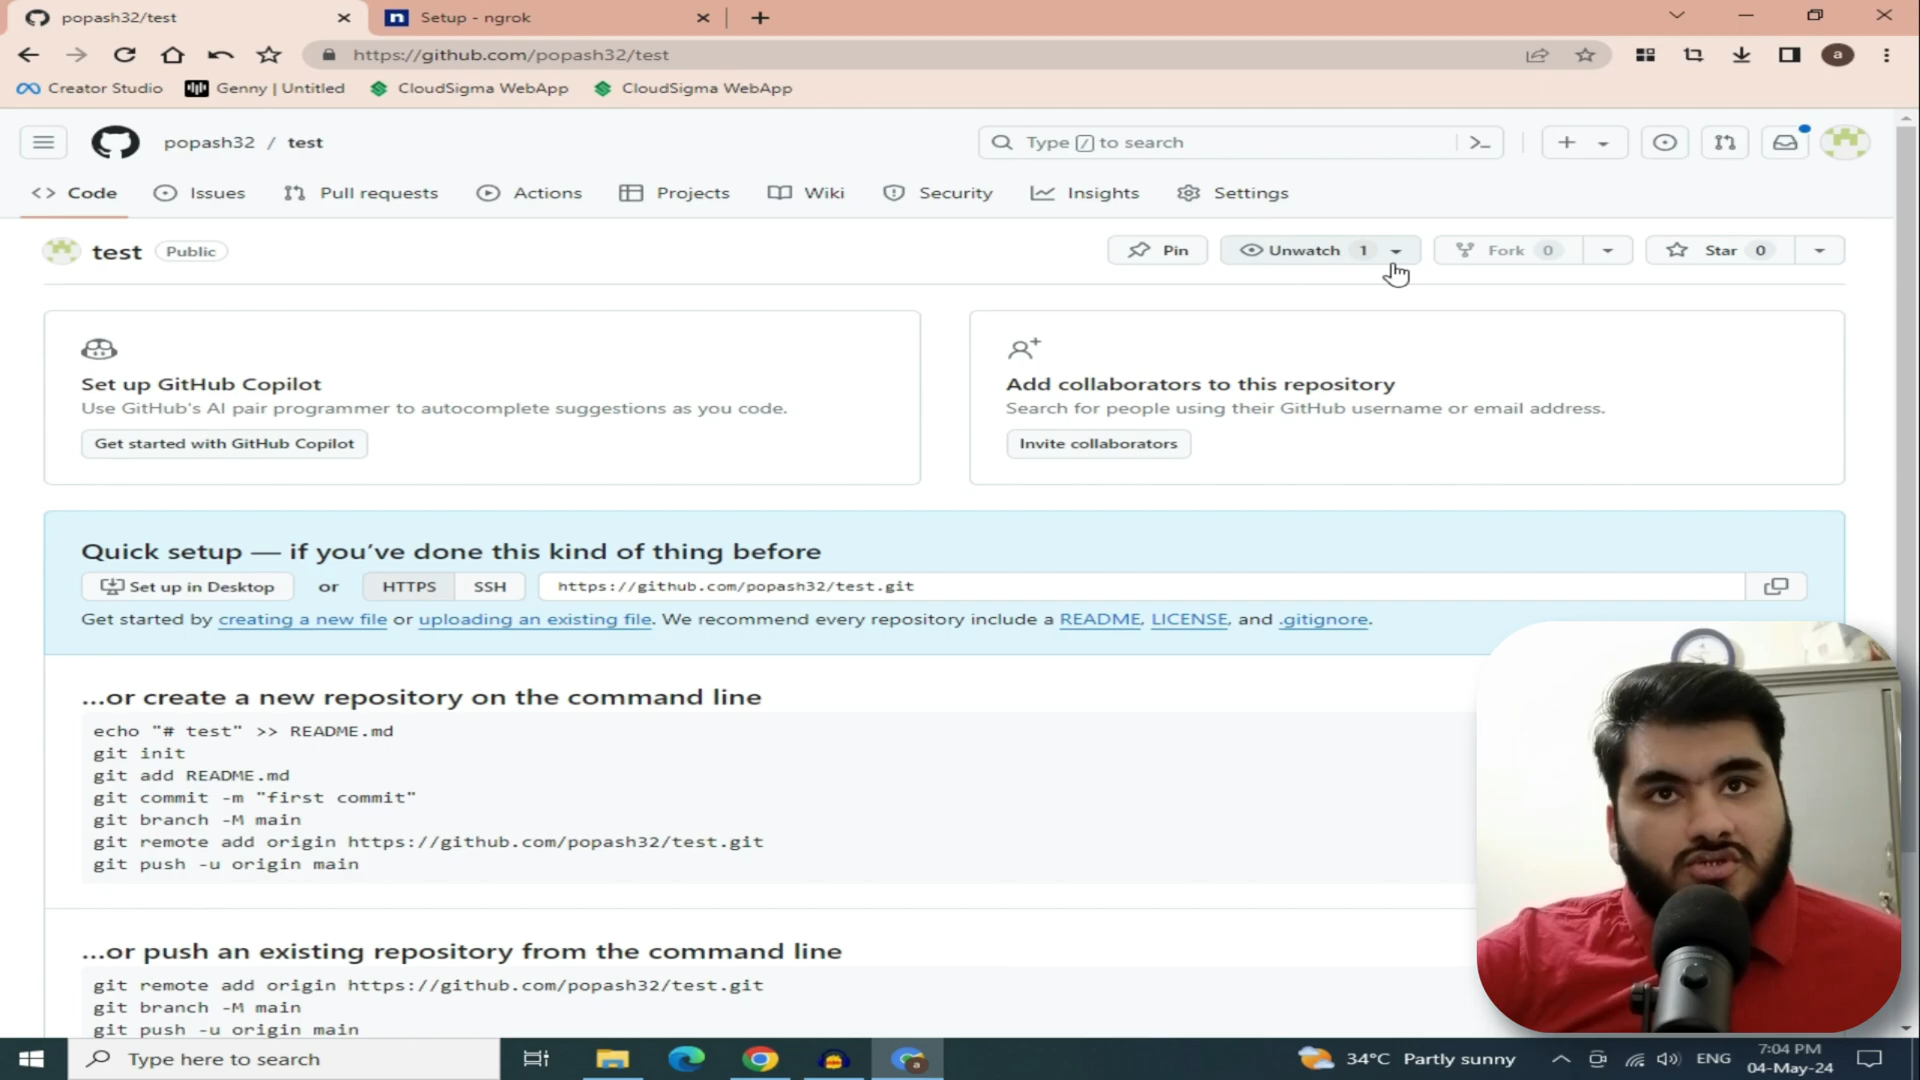 popash32/test
Setup - ngrok
https://github.com/popash32/test
a
Creator Studio
Genny | Untitled
CloudSigma WebApp
CloudSigma WebApp
popash32 / test
Type / to search
Code
Issues
Pull requests
Actions
Projects
Wiki
Security
Insights
Settings
test Public
Pin
Unwatch 1
Fork 0
Star 0
Set up GitHub Copilot
Use GitHub's AI pair programmer to autocomplete suggestions as you code.
Get started with GitHub Copilot
Add collaborators to this repository
Search for people using their GitHub username or email address.
Invite collaborators
Quick setup — if you've done this kind of thing before
Set up in Desktop or HTTPS SSH https://github.com/popash32/test.git
Get started by creating a new file or uploading an existing file. We recommend every repository include a README, LICENSE, and .gitignore.
...or create a new repository on the command line
echo "# test" >> README.md
git init
git add README.md
git commit -m "first commit"
git branch -M main
git remote add origin https://github.com/popash32/test.git
git push -u origin main
...or push an existing repository from the command line
git remote add origin https://github.com/popash32/test.git
git branch -M main
git push -u origin main
Type here to search
34°C Partly sunny
ENG
7:04 PM
04-May-24